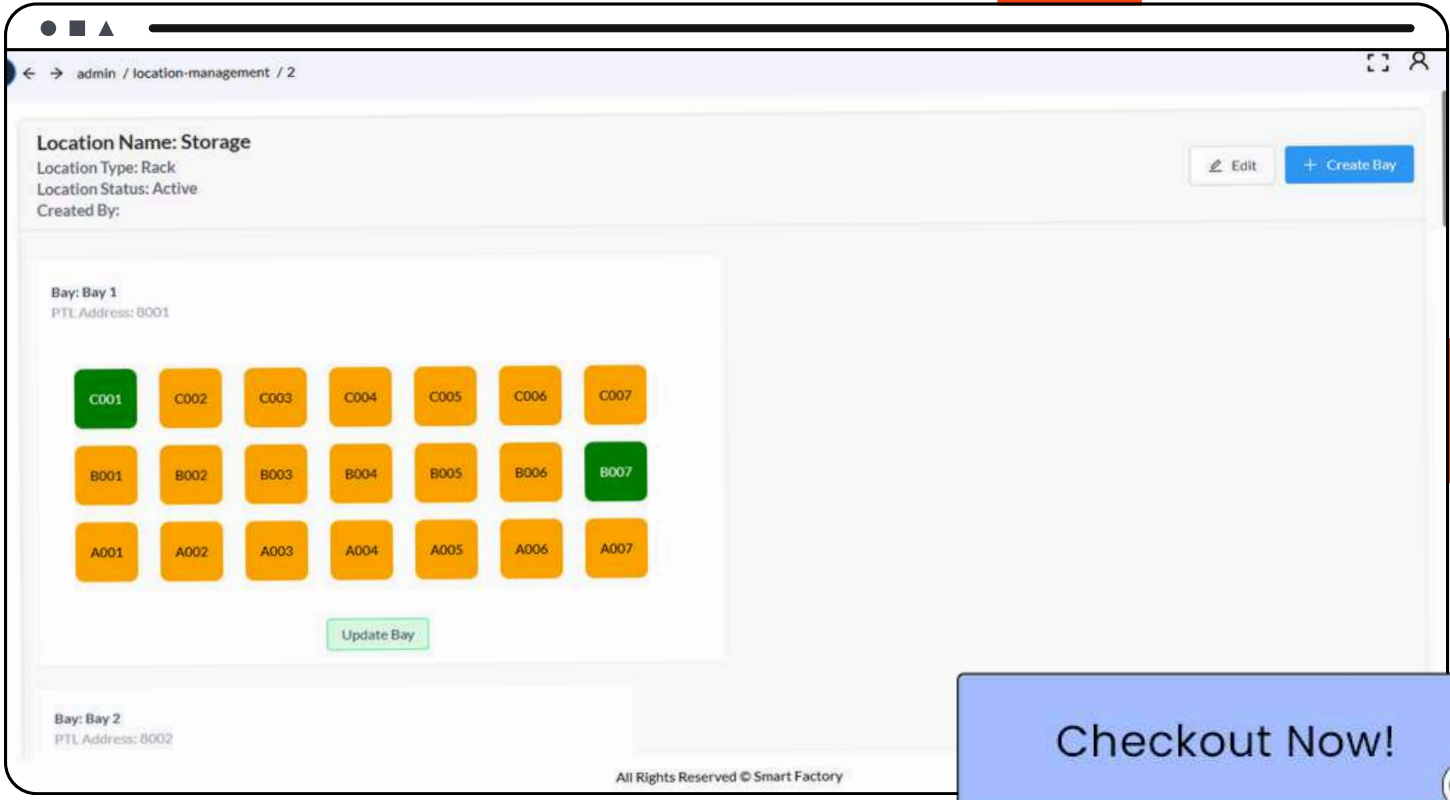 admin / location-management / 2
Location Name: Storage
Location Type: Rack
Location Status: Active
Created By:
Edit
+ Create Bay
Bay: Bay 1
PTL Address: 8001
C001 C002 C003 C004 C005 C006 C007
B001 B002 B003 B004 B005 B006 B007
A001 A002 A003 A004 A005 A006 A007
Update Bay
Bay: Bay 2
PTL Address: 8002
All Rights Reserved © Smart Factory
Checkout Now!